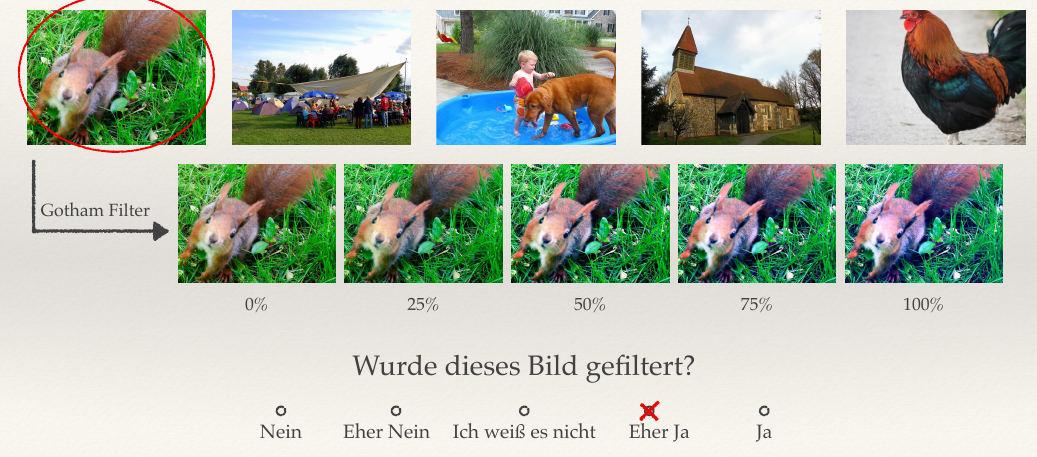 Gotham Filter
0% 25% 50% 75% 100%
Wurde dieses Bild gefiltert?
Nein Eher Nein Ich weiß es nicht Eher Ja Ja